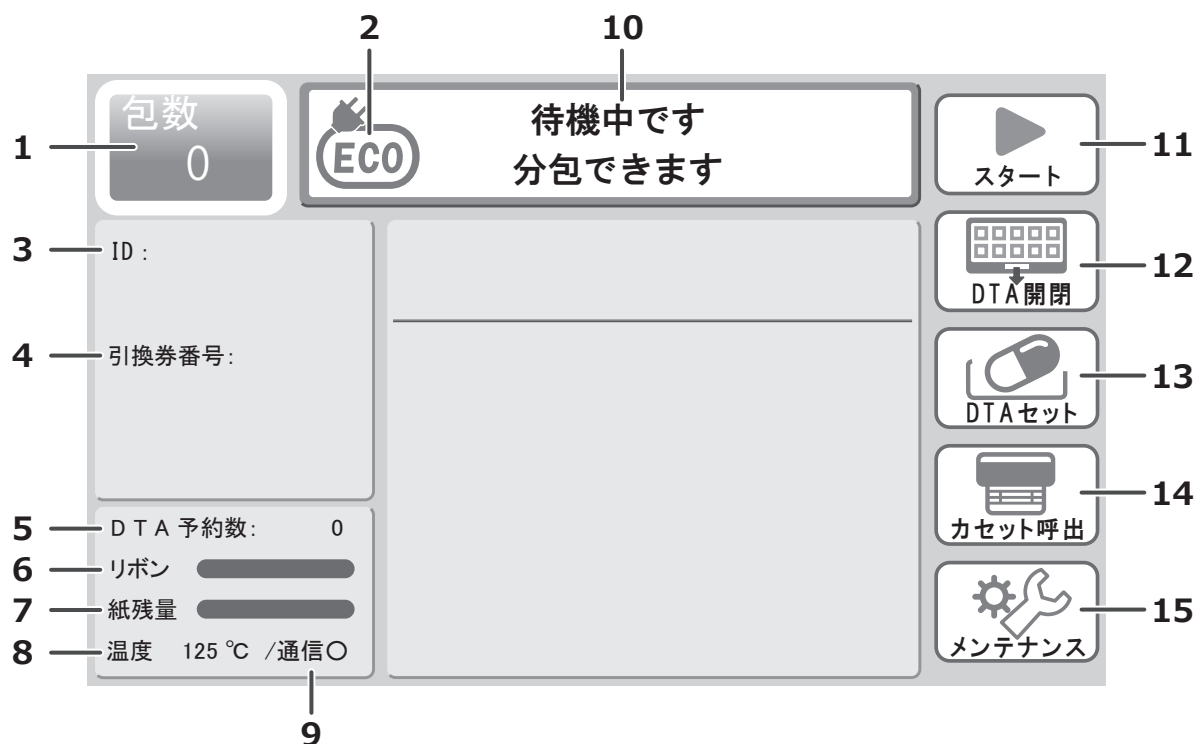 2
10
包数
0
1
ECO
待機中です
分包できます
スタート
11
3
ID :
DTA開閉
12
4
引換券番号:
DTAセット
13
カセット呼出
14
5
DTA予約数: 0
6
リボン
7
紙残量
8
温度 125℃ /通信○
9
メンテナンス
15